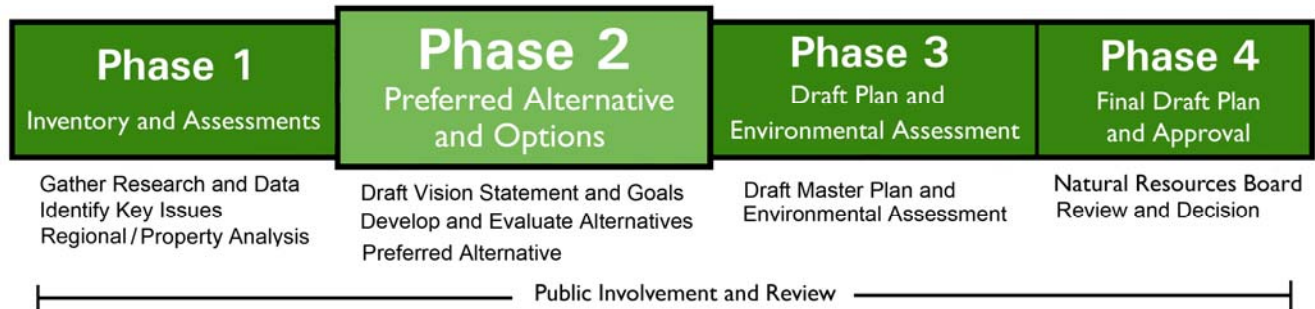 Phase 1
Inventory and Assessments
Gather Research and Data
Identify Key Issues
Regional/Property Analysis
Phase 2
Preferred Alternative
and Options
Draft Vision Statement and Goals
Develop and Evaluate Alternatives
Preferred Alternative
Phase 3
Draft Plan and
Environmental Assessment
Draft Master Plan and
Environmental Assessment
Phase 4
Final Draft Plan
and Approval
Natural Resources Board
Review and Decision
Public Involvement and Review